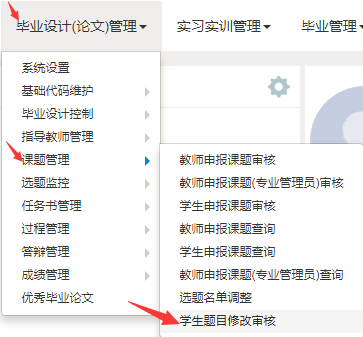 毕业设计(论文)管理 实习实训管理 毕业管理
系统设置
基础代码维护
毕业设计控制
指导教师管理
课题管理
选题监控
任务书管理
过程管理
答辩管理
成绩管理
优秀毕业论文
教师申报课题审核
教师申报课题(专业管理员)审核
学生申报课题审核
教师申报课题查询
学生申报课题查询
教师申报课题(专业管理员)查询
选题名单调整
学生题目修改审核